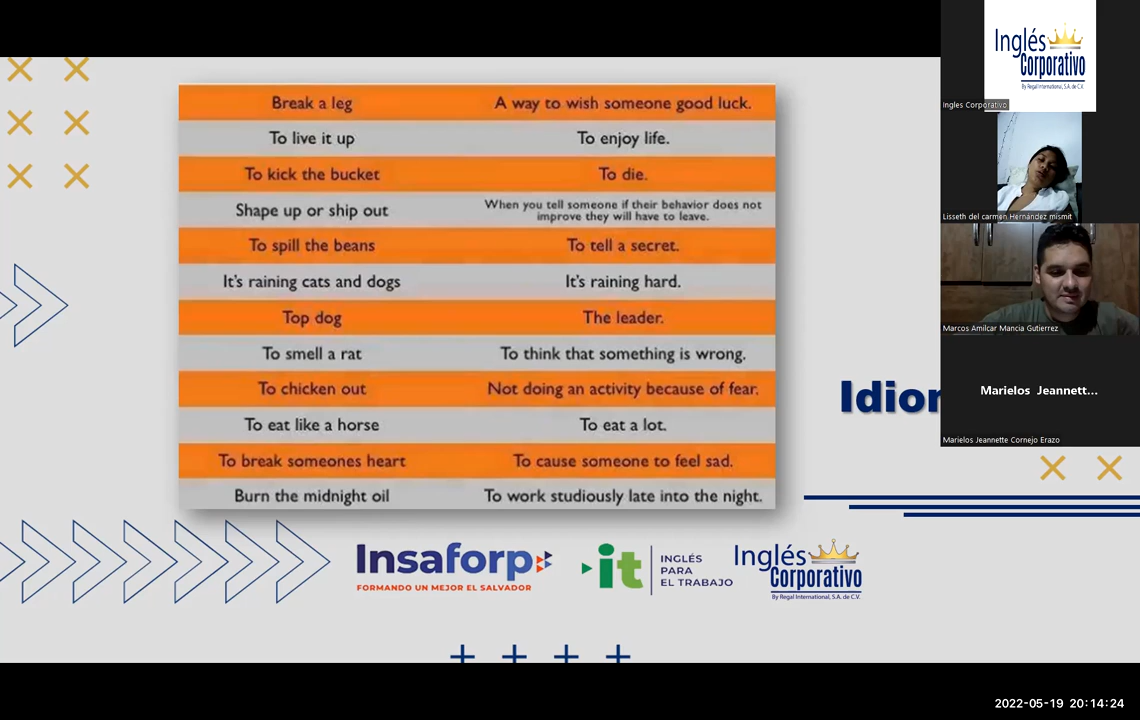 Break a leg A way to wish someone good luck.
To live it up To enjoy life.
To kick the bucket To die.
Shape up or ship out When you tell someone if their behavior does not
improve they will have to leave.
To spill the beans To tell a secret.
It's raining cats and dogs It's raining hard.
Top dog The leader.
To smell a rat To think that something is wrong.
To chicken out Not doing an activity because of fear.
To eat like a horse To eat a lot.
To break someones heart To cause someone to feel sad.
Burn the midnight oil To work studiously late into the night.
Insaforp
FORMANDO UN MEJOR EL SALVADOR
it
INGLÉS
PARA
EL TRABAJO
Inglés
Corporativo
By Regal International, S.A. de C.V.
Inglés
Corporativo
By Regal International, S.A. de C.V.
Ingles Corporativo
Lisseth del carmen Hernández mismit
Marcos Amilcar Mancia Gutierrez
Marielos Jeannett...
Marielos Jeannette Cornejo Erazo
2022-05-19 20:14:24